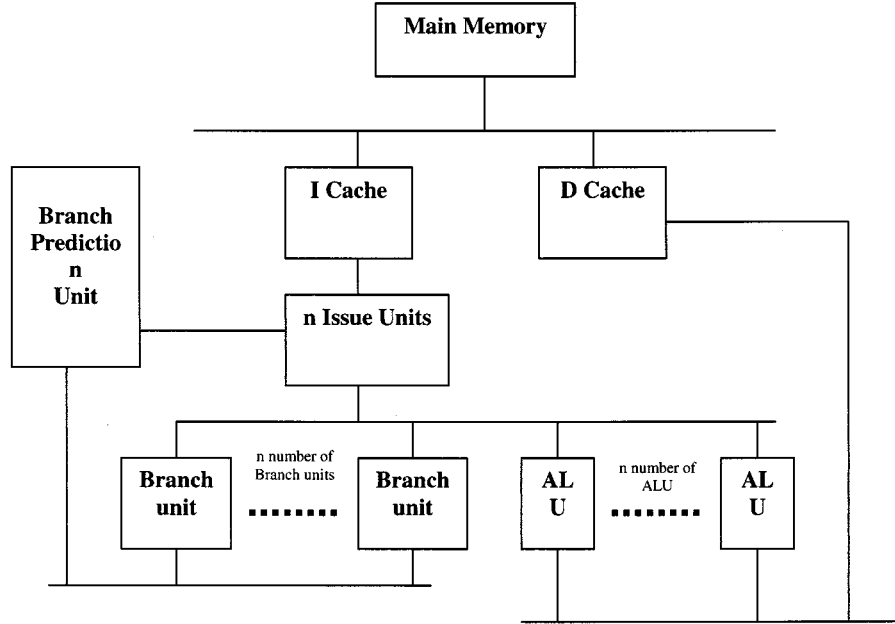 Main Memory
I Cache
D Cache
Branch
Predictio
n
Unit
n Issue Units
Branch
unit
n number of
Branch units
Branch
unit
AL
U
n number of
ALU
AL
U